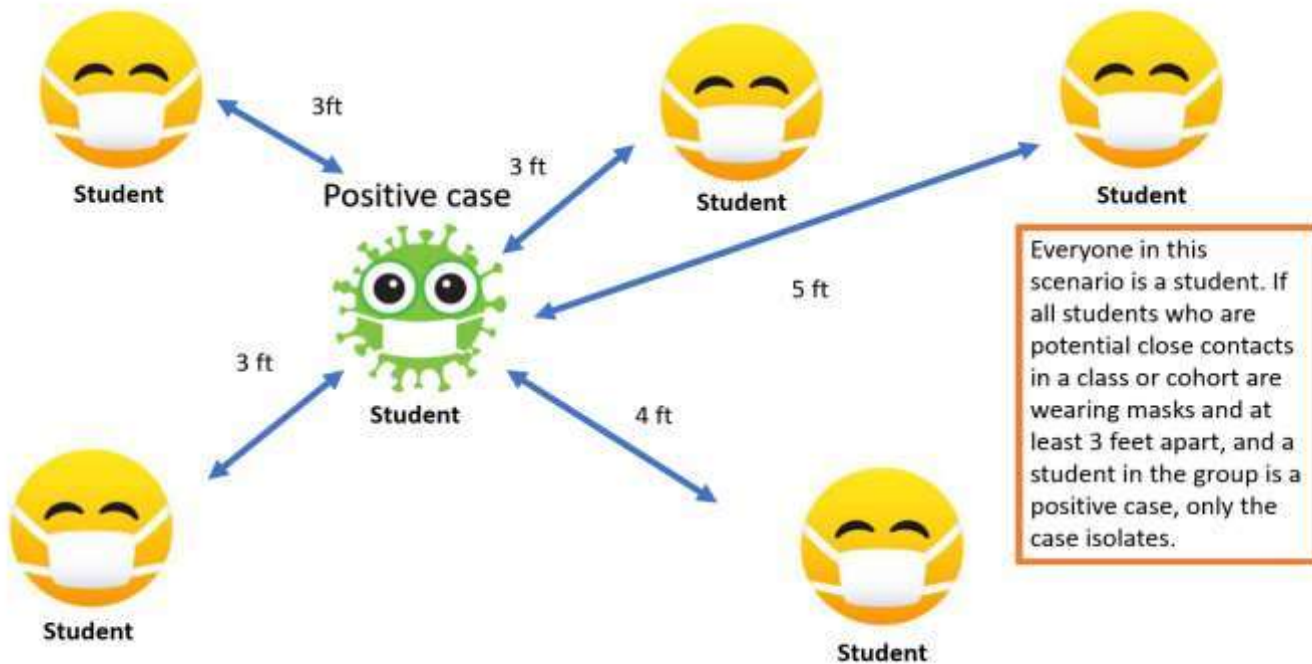 3ft
Student
Positive case
3 ft
Student
Student
5 ft
Everyone in this
scenario is a student. If
all students who are
potential close contacts
in a class or cohort are
wearing masks and at
least 3 feet apart, and a
student in the group is a
positive case, only the
case isolates.
3 ft
Student
4 ft
Student
Student